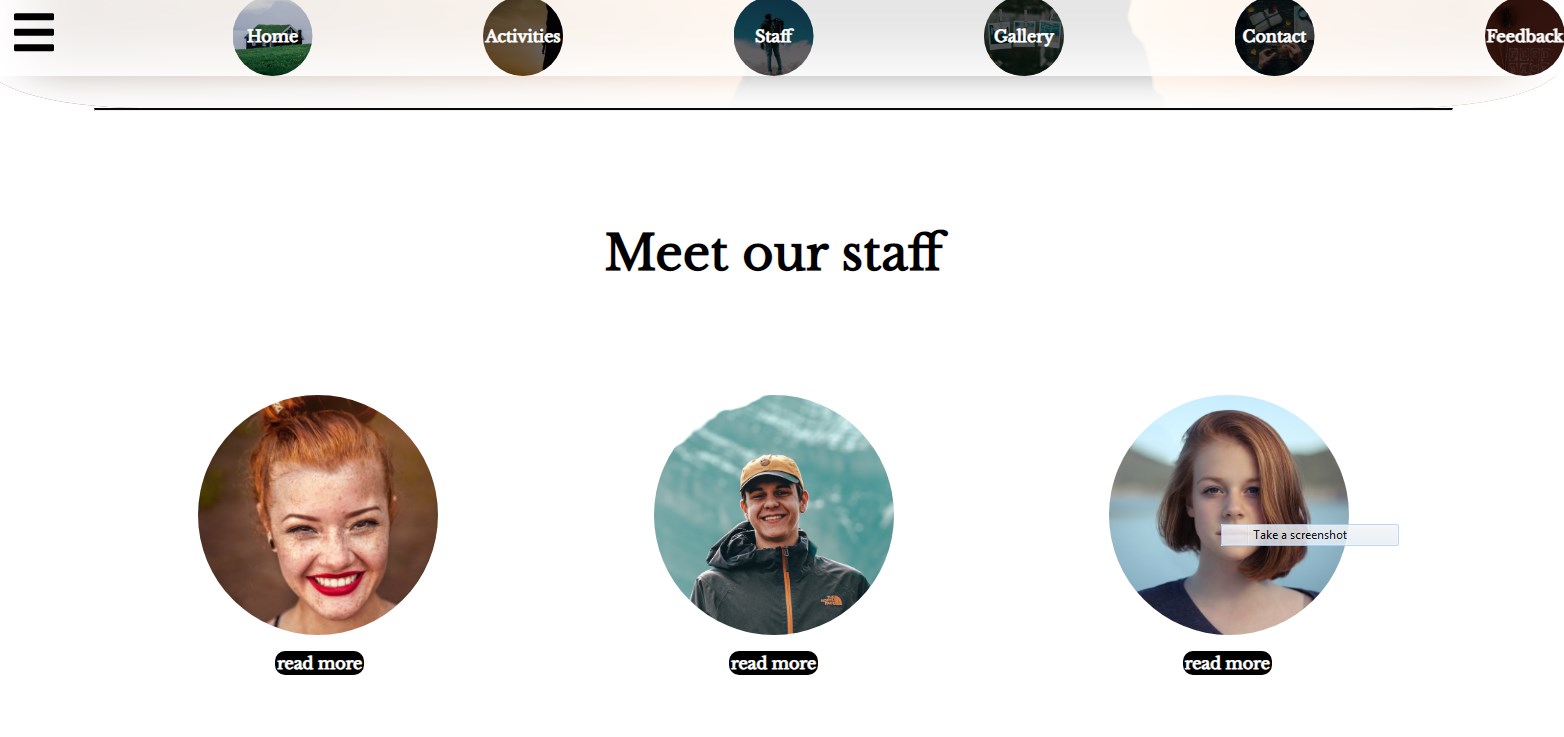 Home Activities Staff Gallery Contact Feedback
Meet our staff
Take a screenshot
read more read more read more